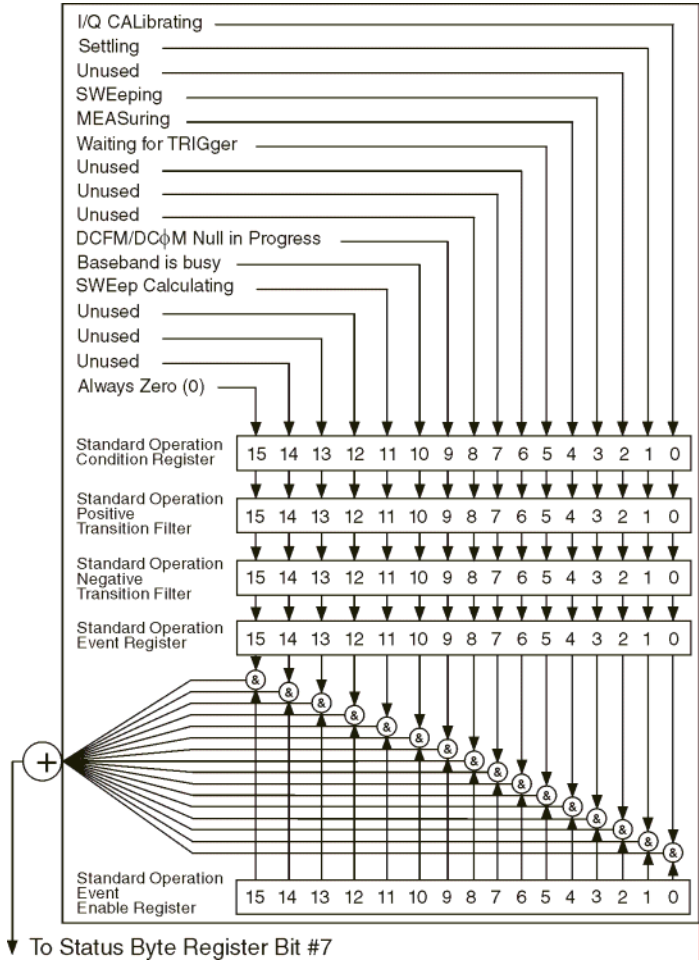 I/Q CALibrating
Settling
Unused
SWEeping
MEASuring
Waiting for TRIGger
Unused
Unused
Unused
DCFM/DCϕM Null in Progress
Baseband is busy
SWEep Calculating
Unused
Unused
Unused
Always Zero (0)
Standard Operation
Condition Register
15 14 13 12 11 10 9 8 7 6 5 4 3 2 1 0
Standard Operation
Positive
Transition Filter
15 14 13 12 11 10 9 8 7 6 5 4 3 2 1 0
Standard Operation
Negative
Transition Filter
15 14 13 12 11 10 9 8 7 6 5 4 3 2 1 0
Standard Operation
Event Register
15 14 13 12 11 10 9 8 7 6 5 4 3 2 1 0
& & & & & & & & & & & & & & & &
+
Standard Operation
Event
Enable Register
15 14 13 12 11 10 9 8 7 6 5 4 3 2 1 0
To Status Byte Register Bit #7